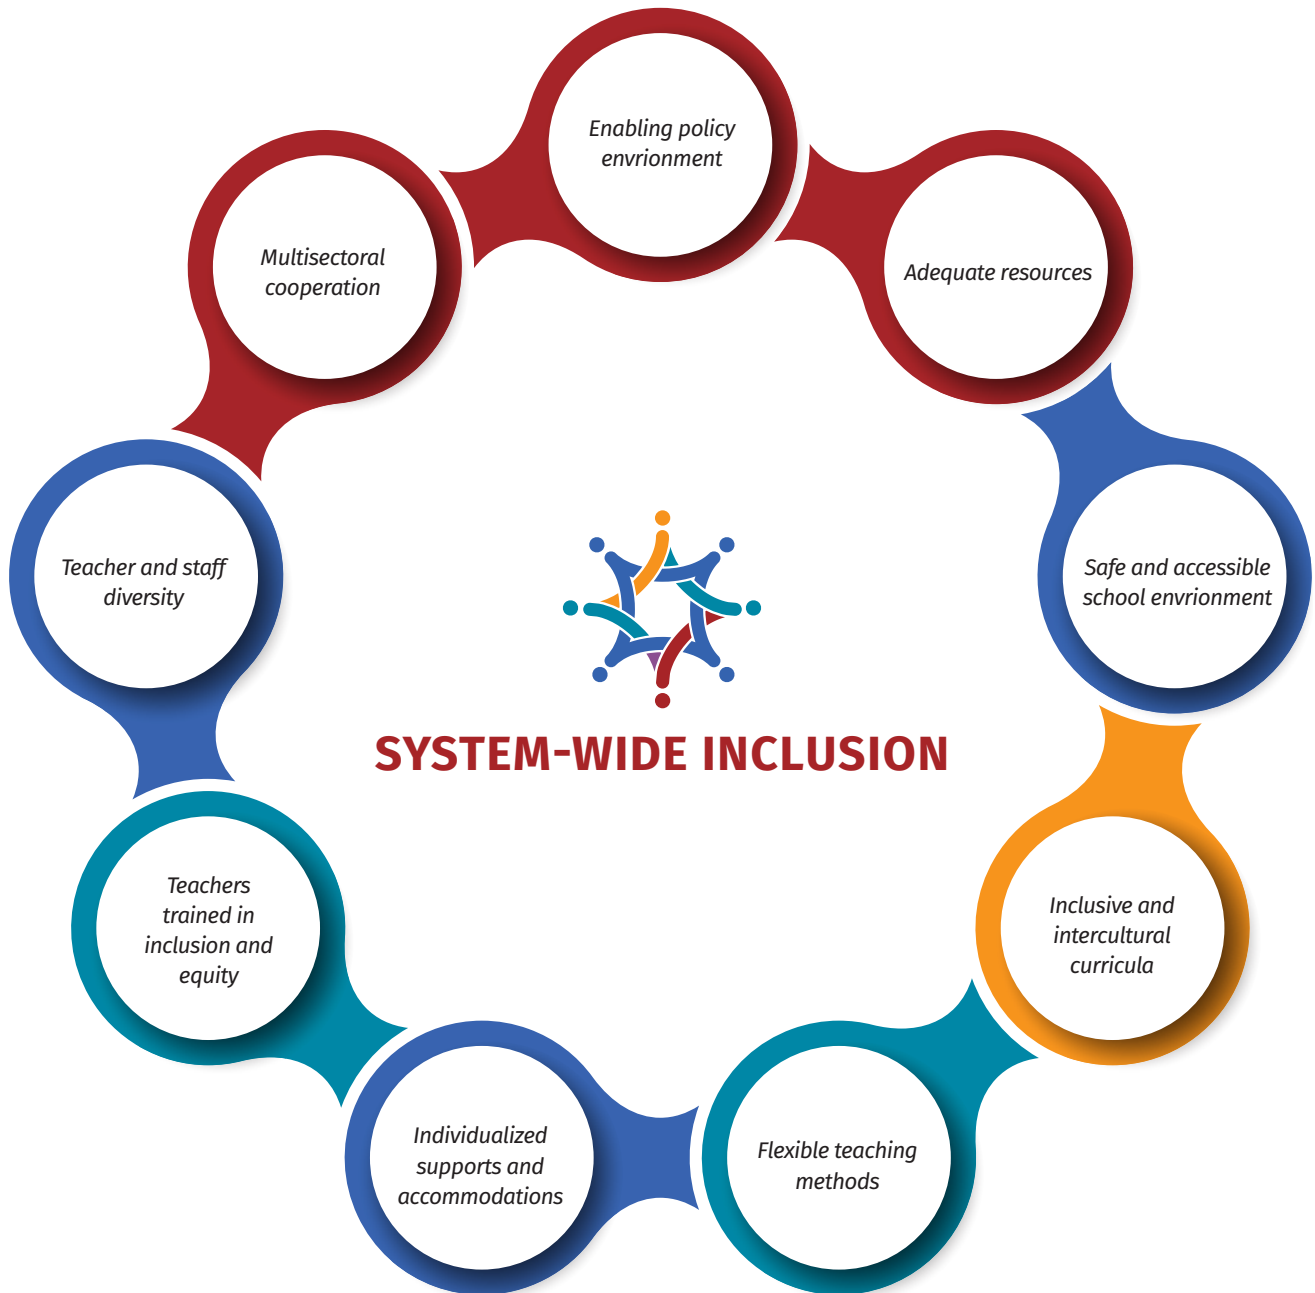 Enabling policy
envrionment
Adequate resources
Safe and accessible
school envrionment
Inclusive and
intercultural
curricula
Flexible teaching
methods
Individualized
supports and
accommodations
Teachers
trained in
inclusion and
equity
Teacher and staff
diversity
Multisectoral
cooperation
SYSTEM-WIDE INCLUSION